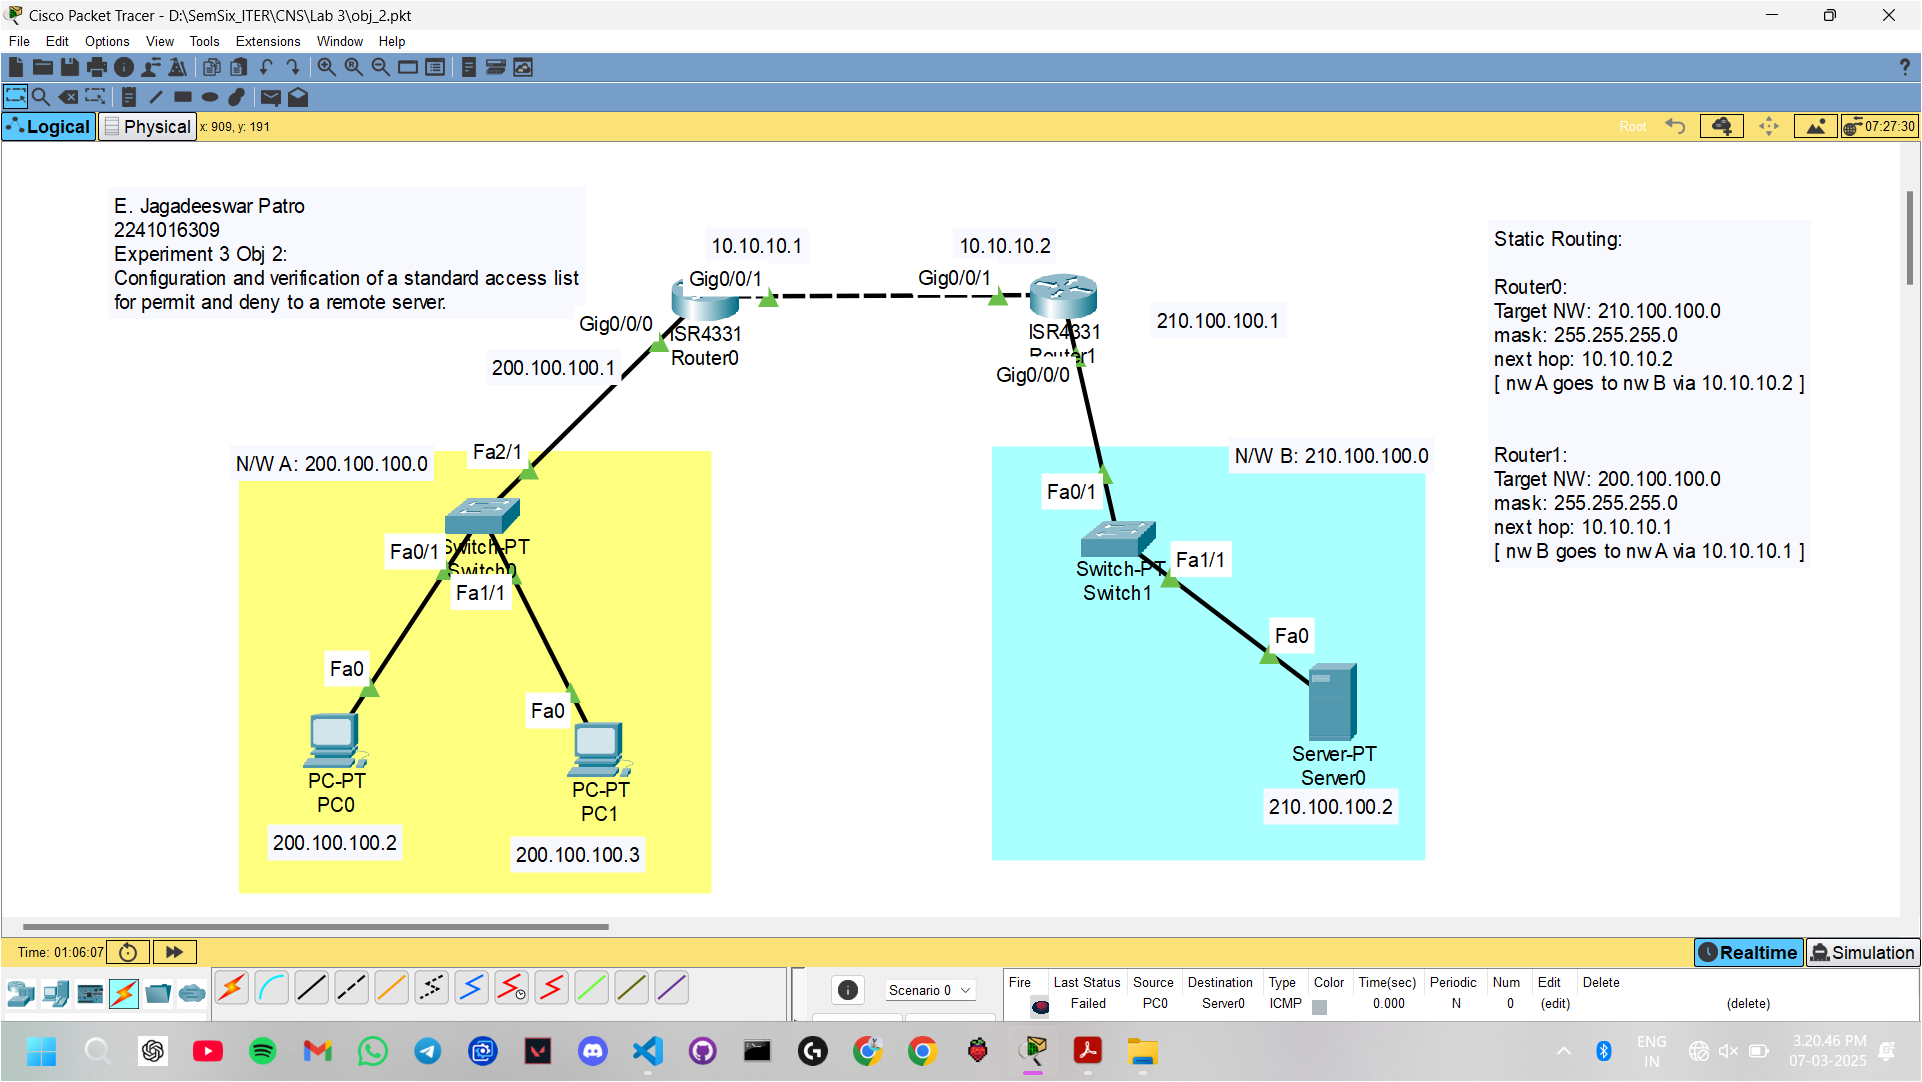 Cisco Packet Tracer - D:\SemSix_ITER\CNS\Lab 3\obj_2.pkt
File Edit Options View Tools Extensions Window Help
?
Logical Physical x: 909, y: 191 Root 07:27:30
E. Jagadeeswar Patro
2241016309
Experiment 3 Obj 2:
Configuration and verification of a standard access list
for permit and deny to a remote server.
10.10.10.1
10.10.10.2
Gig0/0/1
Gig0/0/1
Gig0/0/0
ISR4331
Router0
200.100.100.1
ISR4331
Router1
Gig0/0/0
210.100.100.1
Static Routing:
Router0:
Target NW: 210.100.100.0
mask: 255.255.255.0
next hop: 10.10.10.2
[ nw A goes to nw B via 10.10.10.2 ]
Router1:
Target NW: 200.100.100.0
mask: 255.255.255.0
next hop: 10.10.10.1
[ nw B goes to nw A via 10.10.10.1 ]
N/W A: 200.100.100.0
Fa2/1
Fa0/1
Switch-PT
Switch0
Fa1/1
Fa0
Fa0
PC-PT
PC0
200.100.100.2
PC-PT
PC1
200.100.100.3
N/W B: 210.100.100.0
Fa0/1
Fa1/1
Switch-PT
Switch1
Fa0
Server-PT
Server0
210.100.100.2
Time: 01:06:07 Realtime Simulation
Scenario 0
Fire Last Status Source Destination Type Color Time(sec) Periodic Num Edit Delete
Failed PC0 Server0 ICMP 0.000 N 0 (edit) (delete)
ENG
IN
3.20.46 PM
07-03-2025